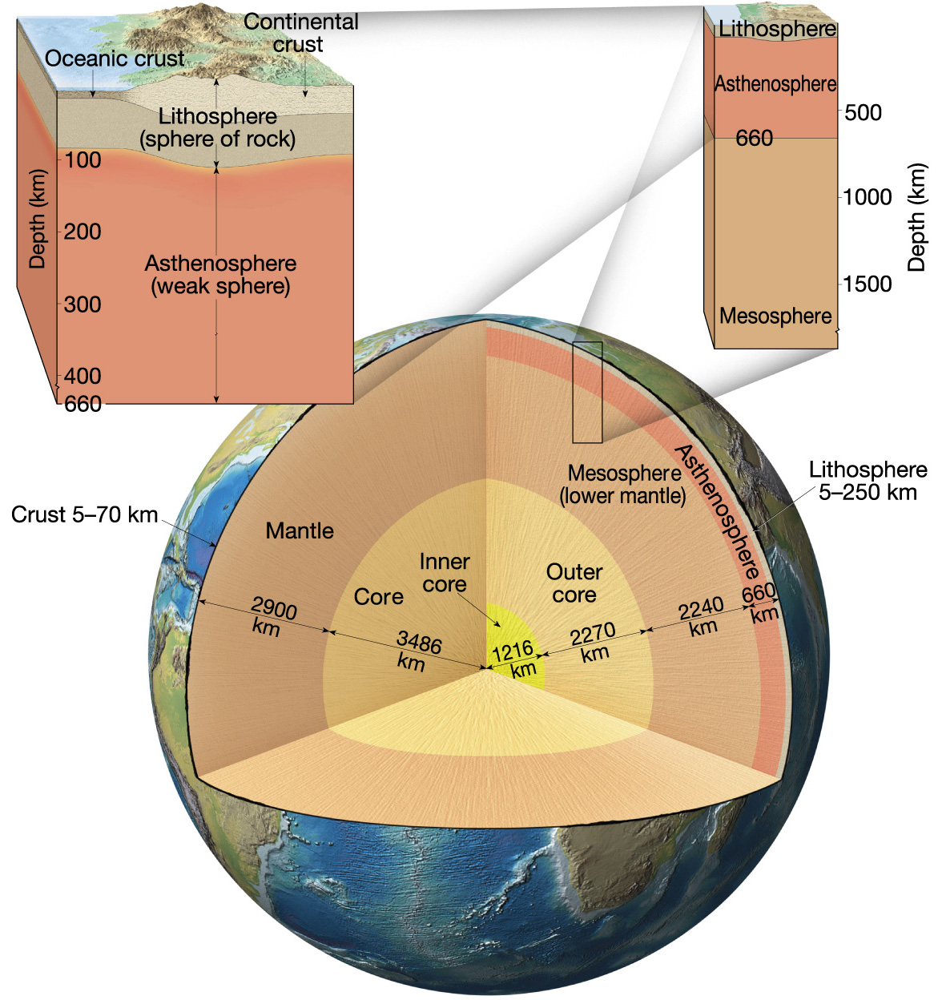 Continental
crust
Oceanic crust
Lithosphere
(sphere of rock)
100
200
Asthenosphere
(weak sphere)
300
400
660
Depth (km)
Lithosphere
Asthenosphere
500
660
1000
1500
Mesosphere
Depth (km)
Crust 5–70 km
Mantle
Mesosphere
(lower mantle)
Asthenosphere
Lithosphere
5–250 km
Inner
core
Core
Outer
core
2900
km
3486
km
1216
km
2270
km
2240
km
660
km